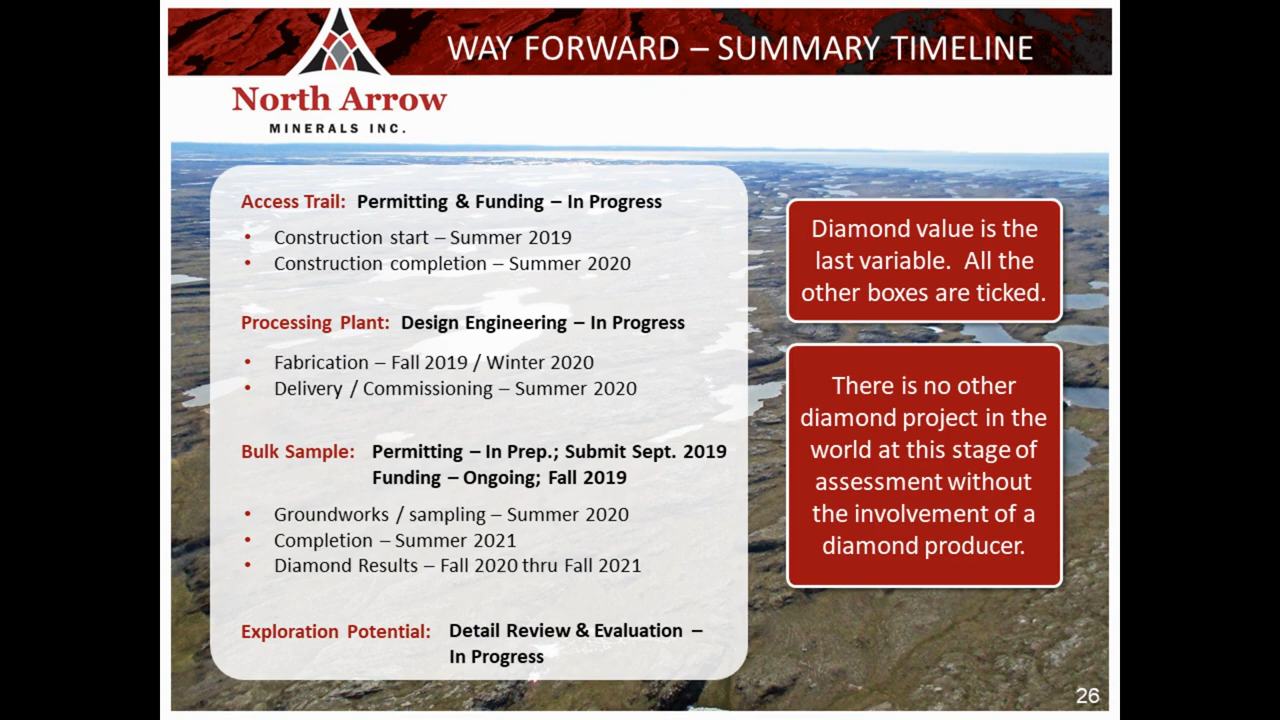 WAY FORWARD – SUMMARY TIMELINE
North Arrow
MINERALS INC.
Access Trail: Permitting & Funding – In Progress
• Construction start – Summer 2019
• Construction completion – Summer 2020
Processing Plant: Design Engineering – In Progress
• Fabrication – Fall 2019 / Winter 2020
• Delivery / Commissioning – Summer 2020
Bulk Sample: Permitting – In Prep.; Submit Sept. 2019
Funding – Ongoing; Fall 2019
• Groundworks / sampling – Summer 2020
• Completion – Summer 2021
• Diamond Results – Fall 2020 thru Fall 2021
Exploration Potential: Detail Review & Evaluation –
In Progress
Diamond value is the
last variable. All the
other boxes are ticked.
There is no other
diamond project in the
world at this stage of
assessment without
the involvement of a
diamond producer.
26